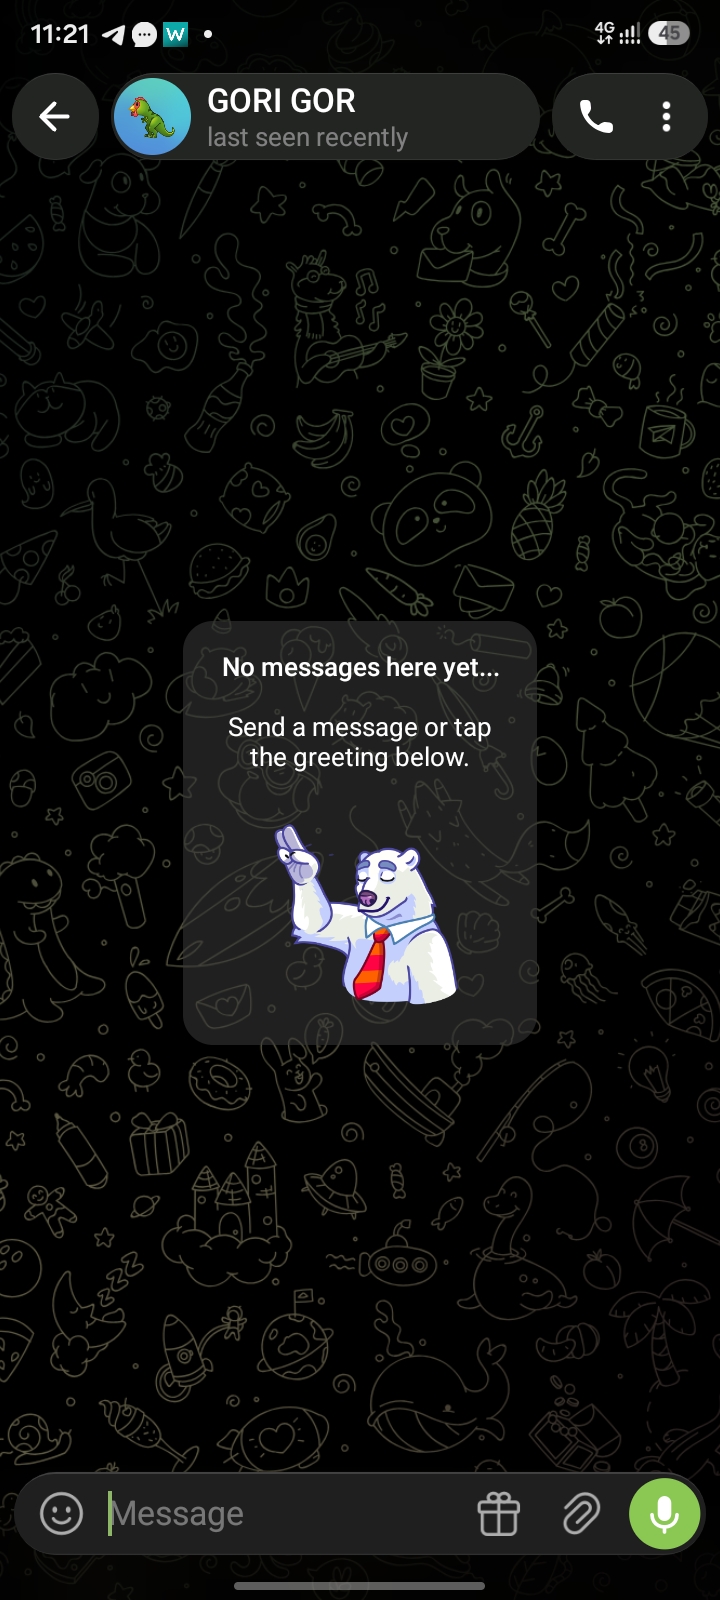 11:21
W
4G
45
GORI GOR
last seen recently
No messages here yet...
Send a message or tap
the greeting below.
Message